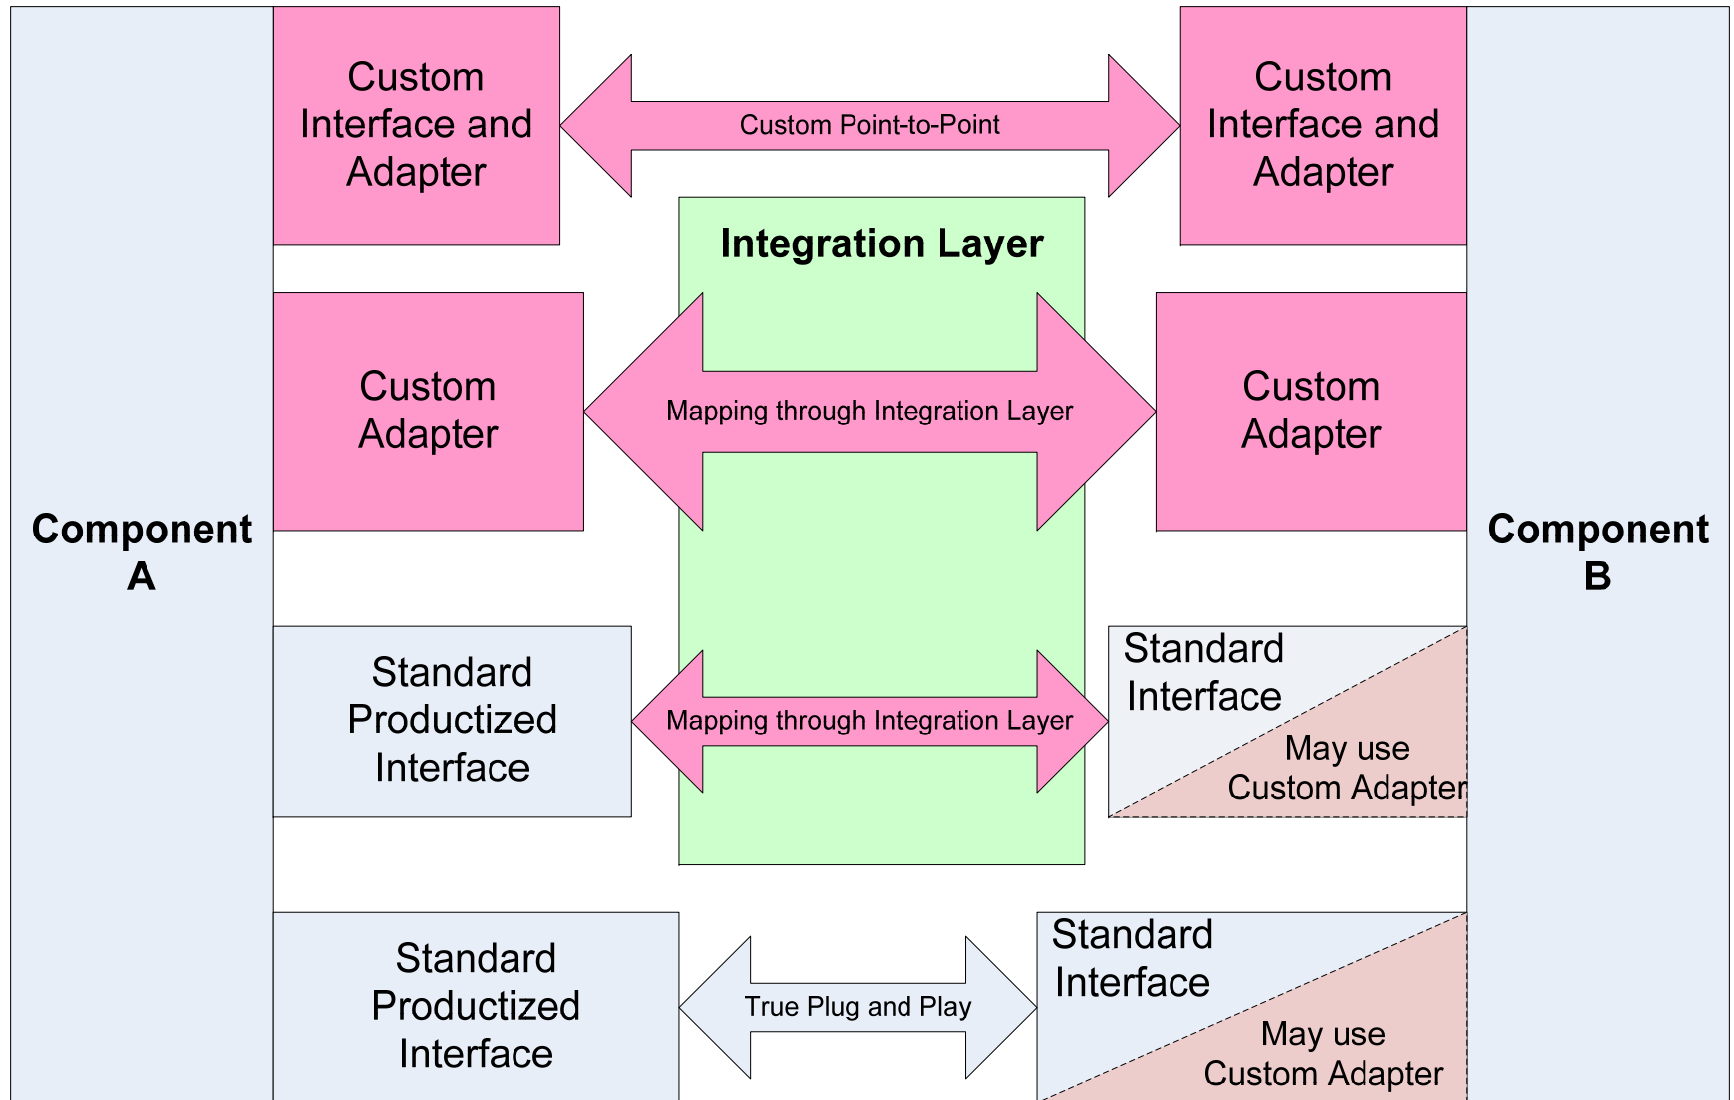 Custom
Interface and
Adapter
Custom Point-to-Point
Custom
Interface and
Adapter
Integration Layer
Custom
Adapter
Mapping through Integration Layer
Custom
Adapter
Component
A
Component
B
Standard
Productized
Interface
Mapping through Integration Layer
Standard
Interface
May use
Custom Adapter
Standard
Productized
Interface
True Plug and Play
Standard
Interface
May use
Custom Adapter